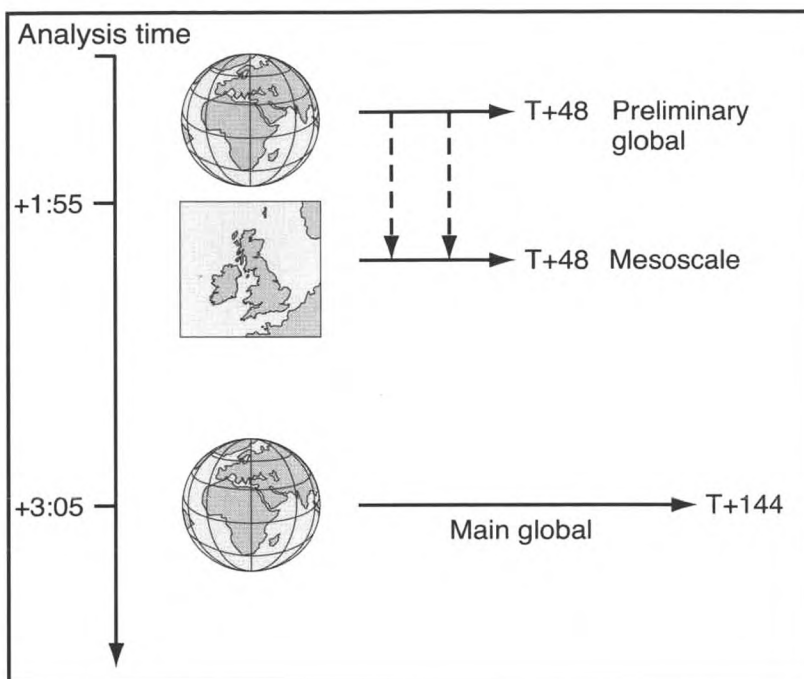 Analysis time
T+48 Preliminary
global
+1:55
T+48 Mesoscale
+3:05
T+144
Main global